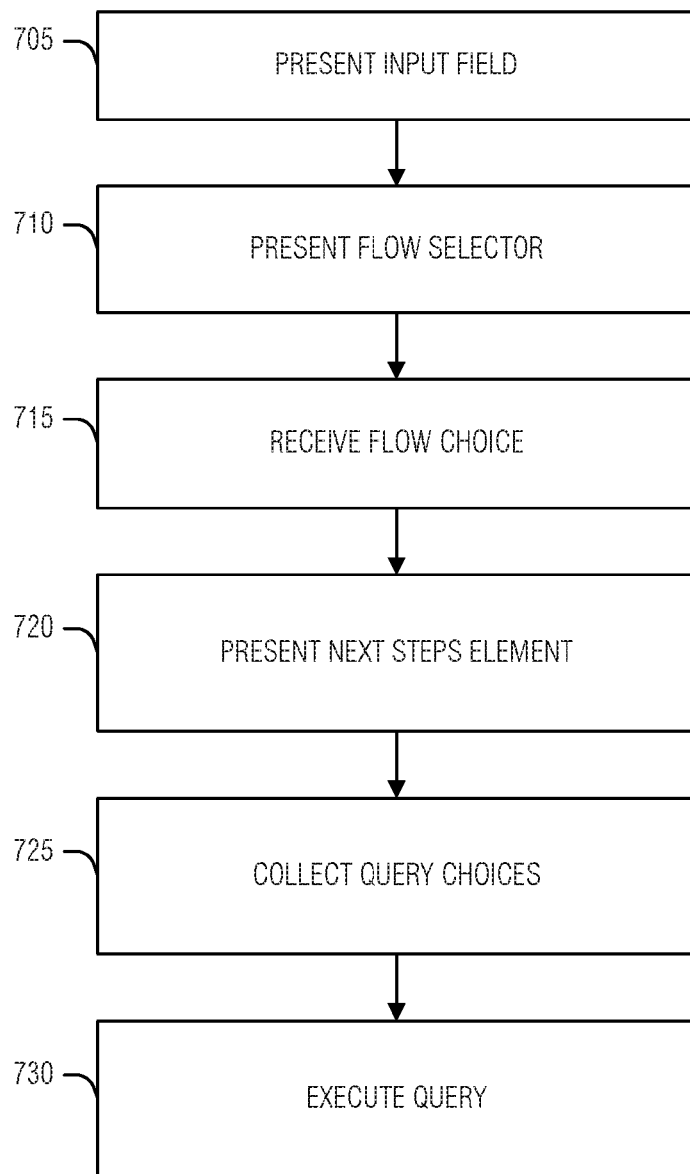 705
PRESENT INPUT FIELD
710
PRESENT FLOW SELECTOR
715
RECEIVE FLOW CHOICE
720
PRESENT NEXT STEPS ELEMENT
725
COLLECT QUERY CHOICES
730
EXECUTE QUERY